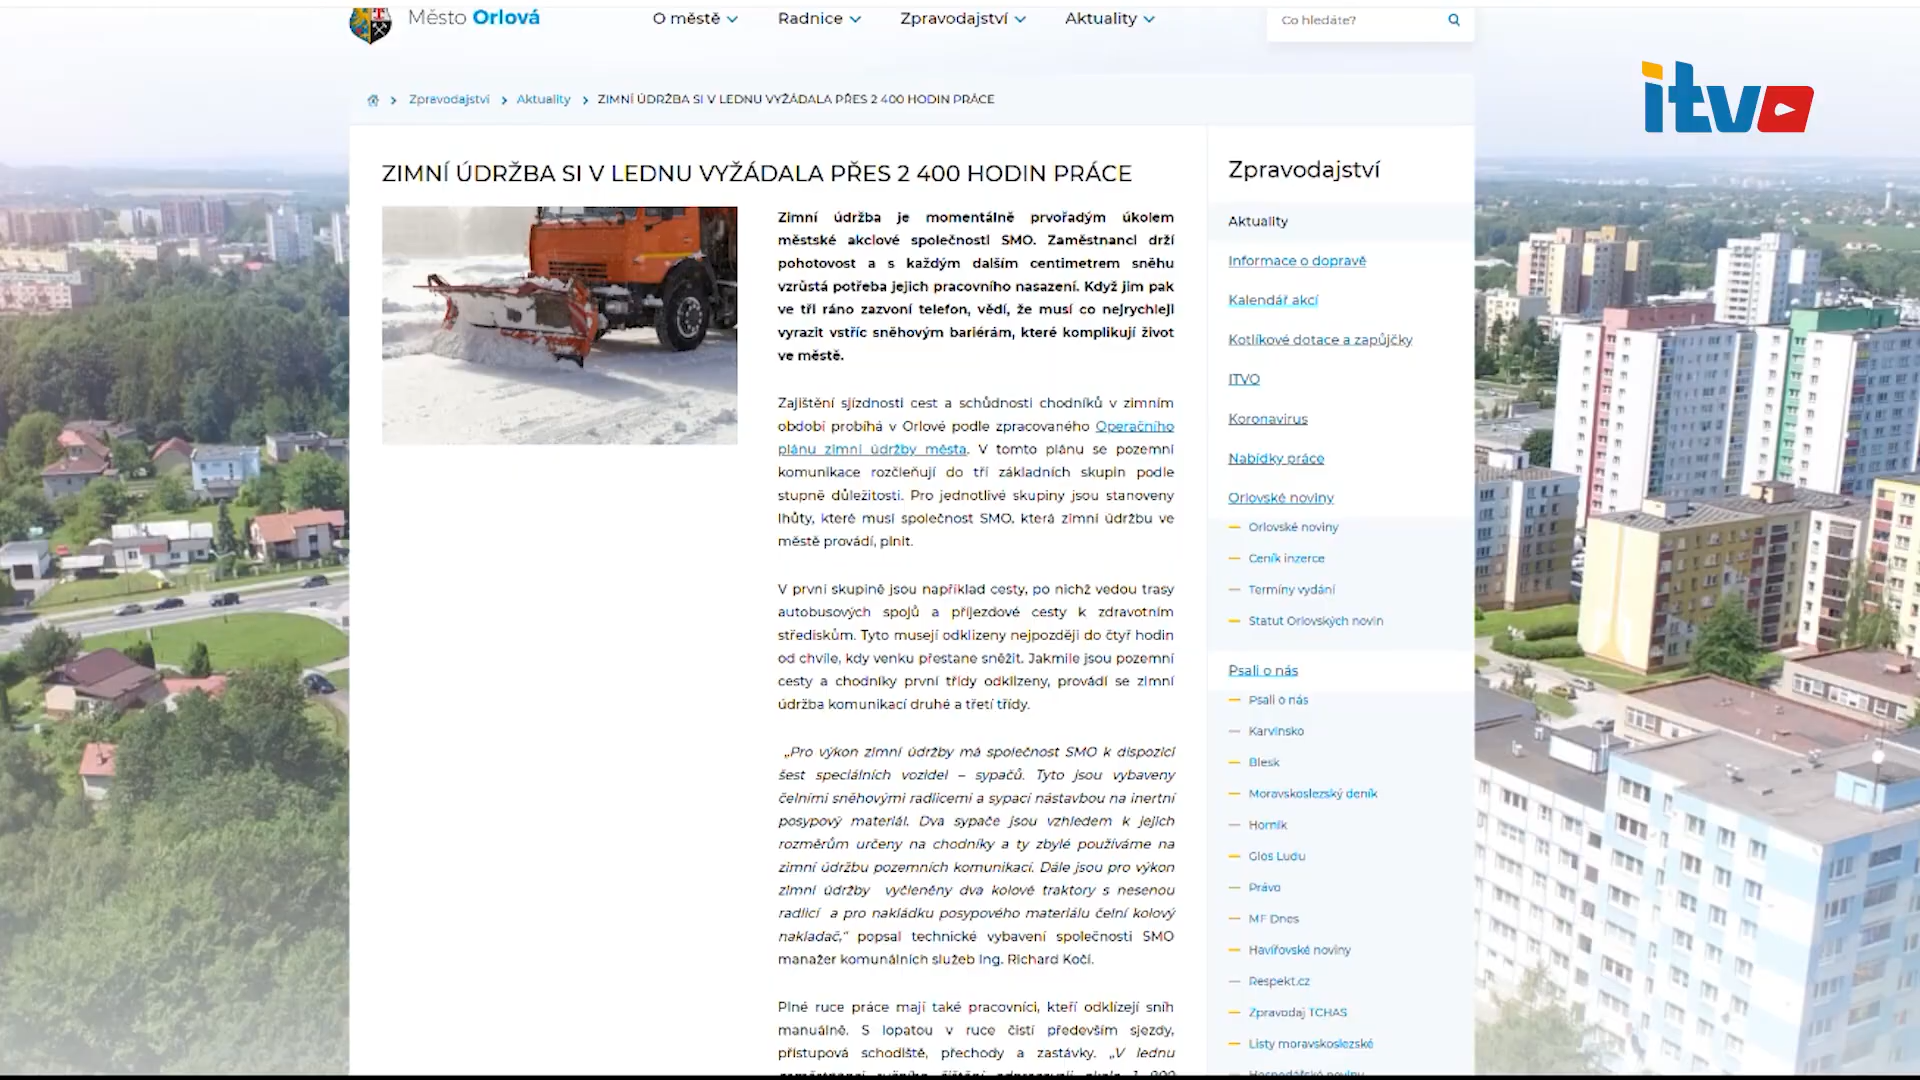 Město Orlová
O městě
Radnice
Zpravodajství
Aktuality
Co hledáte?
itvo
Zpravodajství
Aktuality
ZIMNÍ ÚDRŽBA SI V LEDNU VYŽÁDALA PŘES 2 400 HODIN PRÁCE
ZIMNÍ ÚDRŽBA SI V LEDNU VYŽÁDALA PŘES 2 400 HODIN PRÁCE
Zimní údržba je momentálně prvořadým úkolem
městské akciové společnosti SMO. Zaměstnanci drží
pohotovost a s každým dalším centimetrem sněhu
vzrůstá potřeba jejich pracovního nasazení. Když jim pak
ve tři ráno zazvoní telefon, vědí, že musí co nejrychleji
vyrazit vstříc sněhovým bariérám, které komplikují život
ve městě.
Zajištění sjízdnosti cest a schůdnosti chodníků v zimním
období probíhá v Orlové podle zpracovaného Operačního
plánu zimní údržby města. V tomto plánu se pozemní
komunikace rozčleňují do tří základních skupin podle
stupně důležitosti. Pro jednotlivé skupiny jsou stanoveny
lhůty, které musí společnost SMO. která zimní údržbu ve
městě provádí, plnit.
V první skupině jsou například cesty, po nichž vedou trasy
autobusových spojů a příjezdové cesty k zdravotním
střediskům. Tyto musejí odklizeny nejpozději do čtyř hodin
od chvíle, kdy venku přestane sněžit. Jakmile jsou pozemní
cesty a chodníky první třídy odklizeny, provádí se zimní
údržba komunikací druhé a třetí třídy.
„Pro výkon zimní údržby má společnost SMO k dispozici
šest speciálních vozidel – sypačů. Tyto jsou vybaveny
čelními sněhovými radlicemi a sypací nástavbou na inertní
posypový materiál. Dva sypače jsou vzhledem k jejich
rozměrům určeny na chodníky a ty zbylé používáme na
zimní údržbu pozemních komunikací. Dále jsou pro výkon
zimní údržby vyčleněny dva kolové traktory s nesenou
radlicí a pro nakládku posypového materiálu čelní kolový
nakladač,“ popsal technické vybavení společnosti SMO
manažer komunálních služeb Ing. Richard Kočí.
Plné ruce práce mají také pracovníci, kteří odklízejí sníh
manuálně. S lopatou v ruce čistí především sjezdy,
přístupová schodiště, přechody a zastávky. „V lednu
Zpravodajství
Aktuality
Informace o dopravě
Kalendář akcí
Kotlíkové dotace a zapůjčky
ITVO
Koronavirus
Nabídky práce
Orlovské noviny
Orlovské noviny
Ceník inzerce
Termíny vydání
Statut Orlovských novin
Psali o nás
Psali o nás
Karvinsko
Blesk
Moravskoslezský deník
Horník
Glos Ludu
Právo
MF Dnes
Havířovské noviny
Respekt.cz
Zpravodaj TCHAS
Listy moravskoslezské
Hospodářské noviny